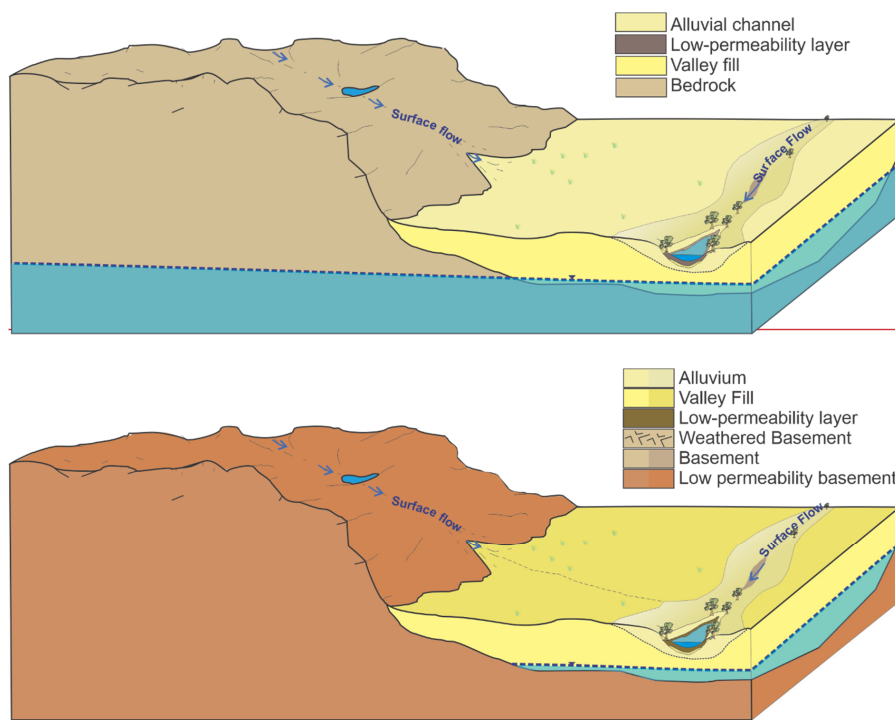 Alluvial channel
Low-permeability layer
Valley fill
Bedrock
Surface flow
Surface Flow
Alluvium
Valley Fill
Low-permeability layer
Weathered Basement
Basement
Low permeability basement
Surface flow
Surface Flow